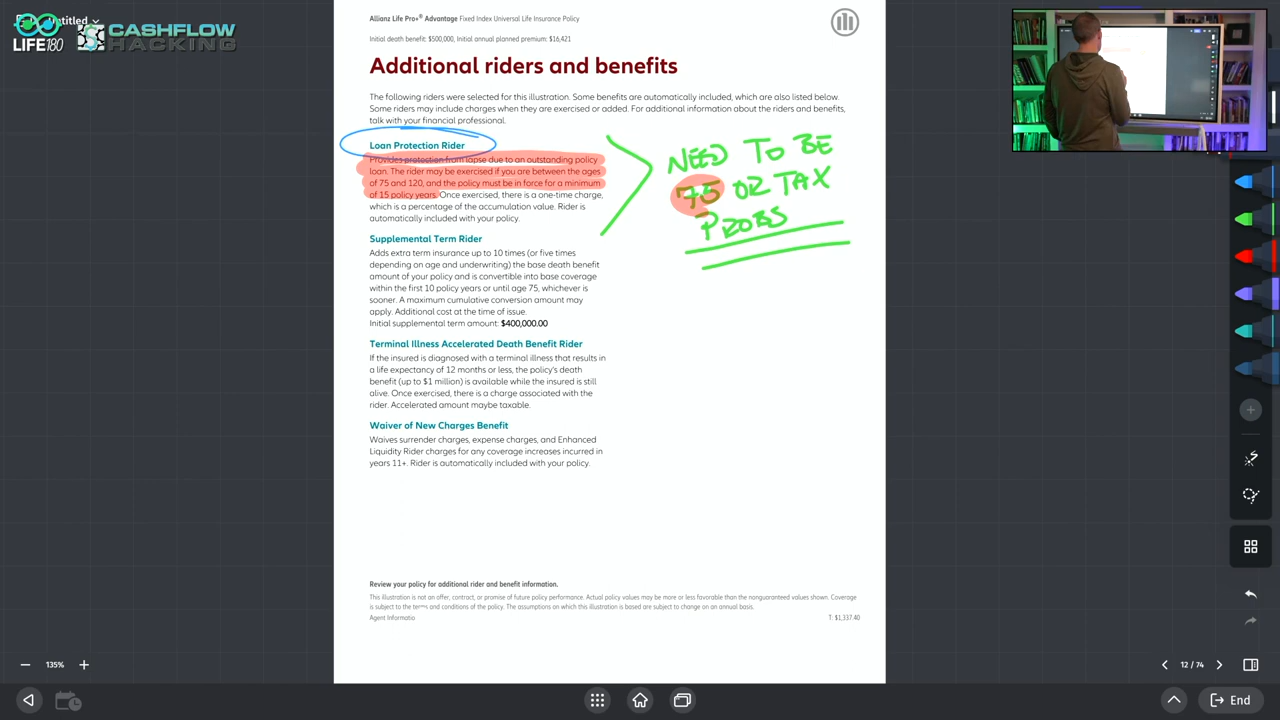 Untitled
LIFE180
CASHFLOW
HACKING
Allianz Life Pro+® Advantage Fixed Index Universal Life Insurance Policy
Initial death benefit: $500,000, Initial annual planned premium: $16,421
Additional riders and benefits
The following riders were selected for this illustration. Some benefits are automatically included, which are also listed below.
Some riders may include charges when they are exercised or added. For additional information about the riders and benefits,
talk with your financial professional.
Loan Protection Rider
Provides protection from lapse due to an outstanding policy
loan. The rider may be exercised if you are between the ages
of 75 and 120, and the policy must be in force for a minimum
of 15 policy years. Once exercised, there is a one-time charge,
which is a percentage of the accumulation value. Rider is
automatically included with your policy.
NEED TO BE
75 OR TAX
PROBS
Supplemental Term Rider
Adds extra term insurance up to 10 times (or five times
depending on age and underwriting) the base death benefit
amount of your policy and is convertible into base coverage
within the first 10 policy years or until age 75, whichever is
sooner. A maximum cumulative conversion amount may
apply. Additional cost at the time of issue.
Initial supplemental term amount: $400,000.00
Terminal Illness Accelerated Death Benefit Rider
If the insured is diagnosed with a terminal illness that results in
a life expectancy of 12 months or less, the policy's death
benefit (up to $1 million) is available while the insured is still
alive. Once exercised, there is a charge associated with the
rider. Accelerated amount maybe taxable.
Waiver of New Charges Benefit
Waives surrender charges, expense charges, and Enhanced
Liquidity Rider charges for any coverage increases incurred in
years 11+. Rider is automatically included with your policy.
Review your policy for additional rider and benefit information.
This illustration is not an offer, contract, or promise of future policy performance. Actual policy values may be more or less favorable than the nonguaranteed values shown. Coverage
is subject to the terms and conditions of the policy. The assumptions on which this illustration is based are subject to change on an annual basis.
Agent Informatio
T: $1,337.40
135%
12 / 74
End